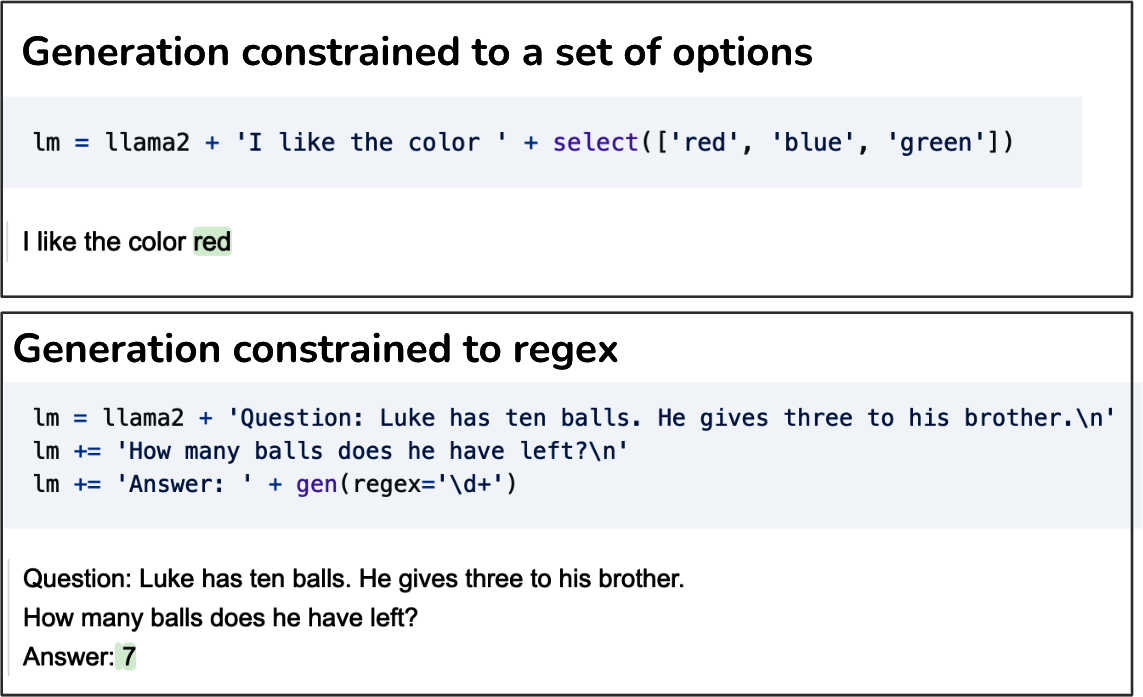 Generation constrained to a set of options
lm = llama2 + 'I like the color ' + select(['red', 'blue', 'green'])
I like the color red
Generation constrained to regex
lm = llama2 + 'Question: Luke has ten balls. He gives three to his brother.\n'
lm += 'How many balls does he have left?\n'
lm += 'Answer: ' + gen(regex='\d+')
Question: Luke has ten balls. He gives three to his brother.
How many balls does he have left?
Answer: 7